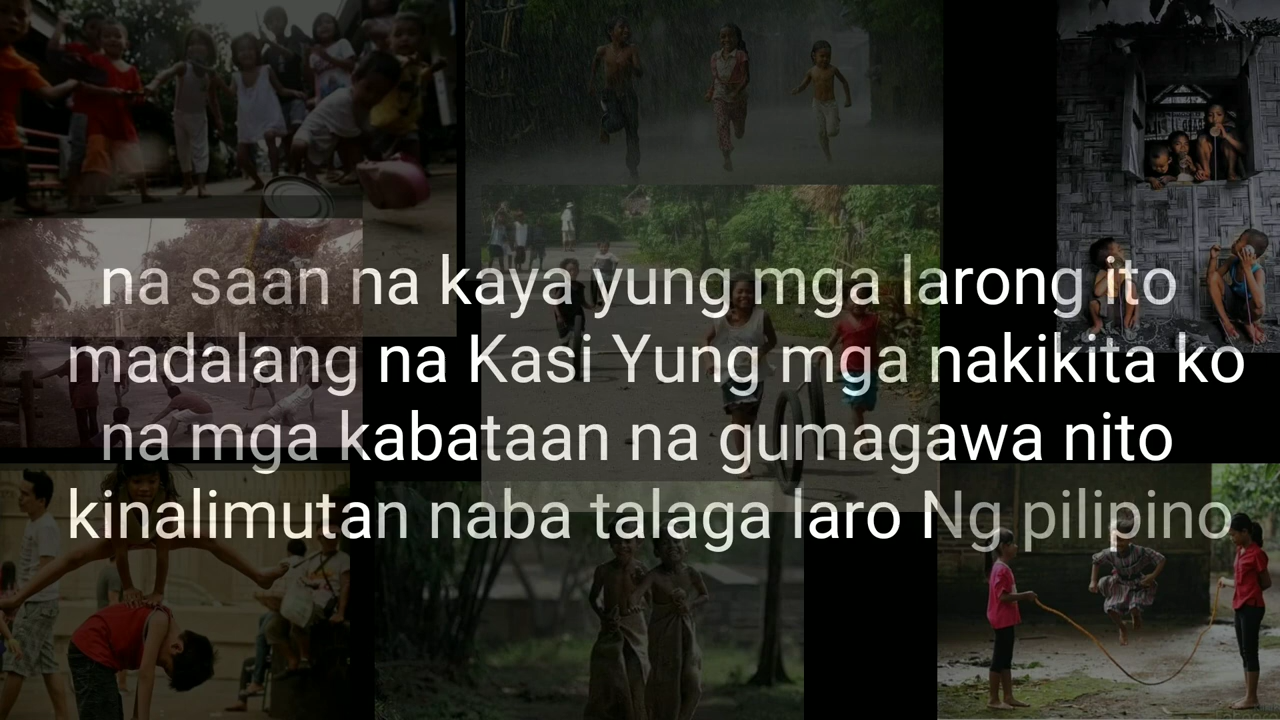 na saan na kaya yung mga larong ito
madalang na Kasi Yung mga nakikita ko
na mga kabataan na gumagawa nito
kinalimutan naba talaga laro Ng pilipino